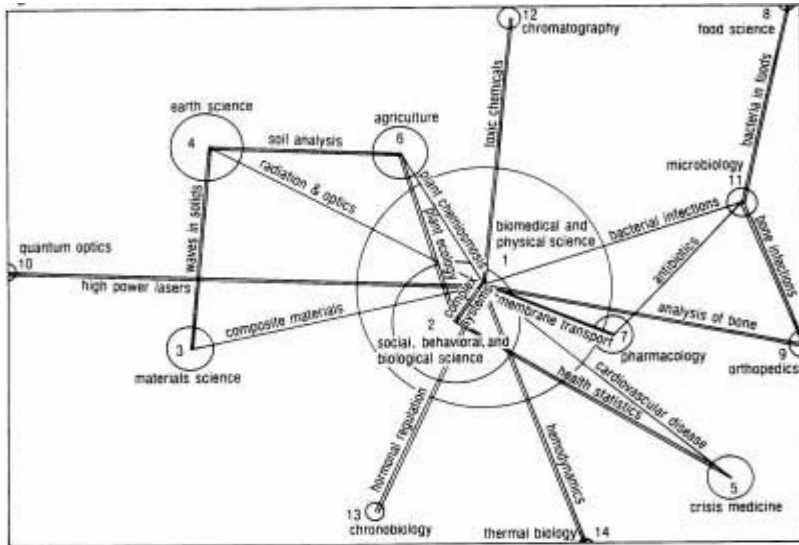 12
chromatography
8
food science
earth science
4
soil analysis
agriculture
6
toxic chemicals
bacteria in foods
microbiology
11
radiation & optics
plant ecology
waves in solids
biomedical and
physical science
1
bacterial infections
bone infections
antibiotics
quantum optics
10
high power lasers
complex
systems
membrane transport
analysis of bone
composite materials
2
social, behavioral, and
biological science
pharmacology
3
materials science
9
orthopedics
cardiovascular disease
health statistics
hormonal regulation
hemodynamics
5
crisis medicine
13
chronobiology
thermal biology
14